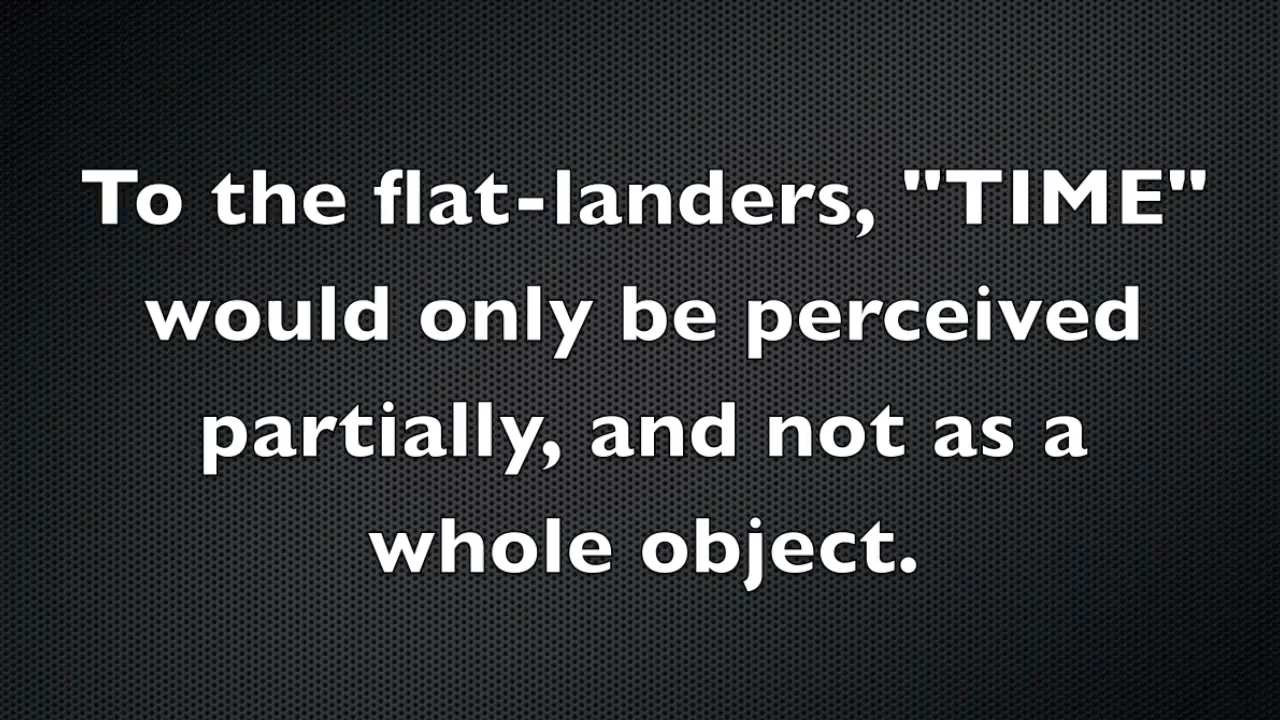 To the flat-landers, "TIME"
would only be perceived
partially, and not as a
whole object.